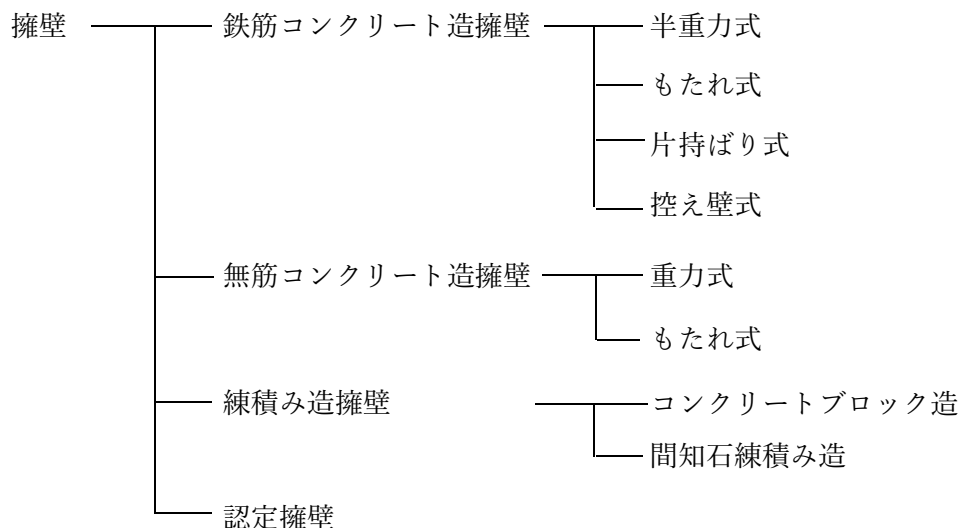 擁壁
鉄筋コンクリート造擁壁
半重力式
もたれ式
片持ばり式
控え壁式
無筋コンクリート造擁壁
重力式
もたれ式
練積み造擁壁
コンクリートブロック造
間知石練積み造
認定擁壁